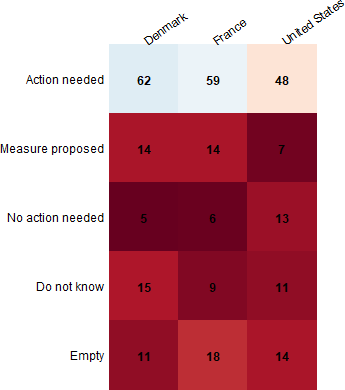 Denmark France United States
Action needed 62 59 48
Measure proposed 14 14 7
No action needed 5 6 13
Do not know 15 9 11
Empty 11 18 14